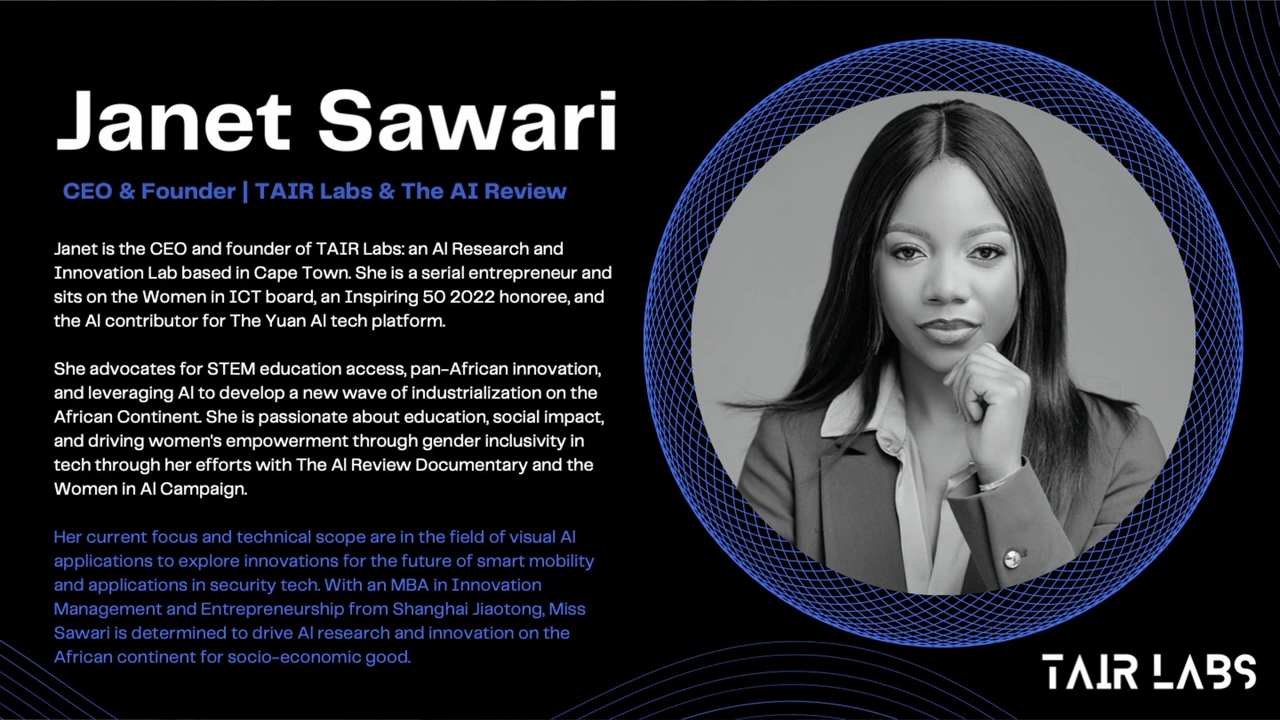 Janet Sawari
CEO & Founder | TAIR Labs & The AI Review
Janet is the CEO and founder of TAIR Labs: an AI Research and
Innovation Lab based in Cape Town. She is a serial entrepreneur and
sits on the Women in ICT board, an Inspiring 50 2022 honoree, and
the AI contributor for The Yuan AI tech platform.
She advocates for STEM education access, pan-African innovation,
and leveraging AI to develop a new wave of industrialization on the
African Continent. She is passionate about education, social impact,
and driving women's empowerment through gender inclusivity in
tech through her efforts with The AI Review Documentary and the
Women in AI Campaign.
Her current focus and technical scope are in the field of visual AI
applications to explore innovations for the future of smart mobility
and applications in security tech. With an MBA in Innovation
Management and Entrepreneurship from Shanghai Jiaotong, Miss
Sawari is determined to drive AI research and innovation on the
African continent for socio-economic good.
TAIR LABS